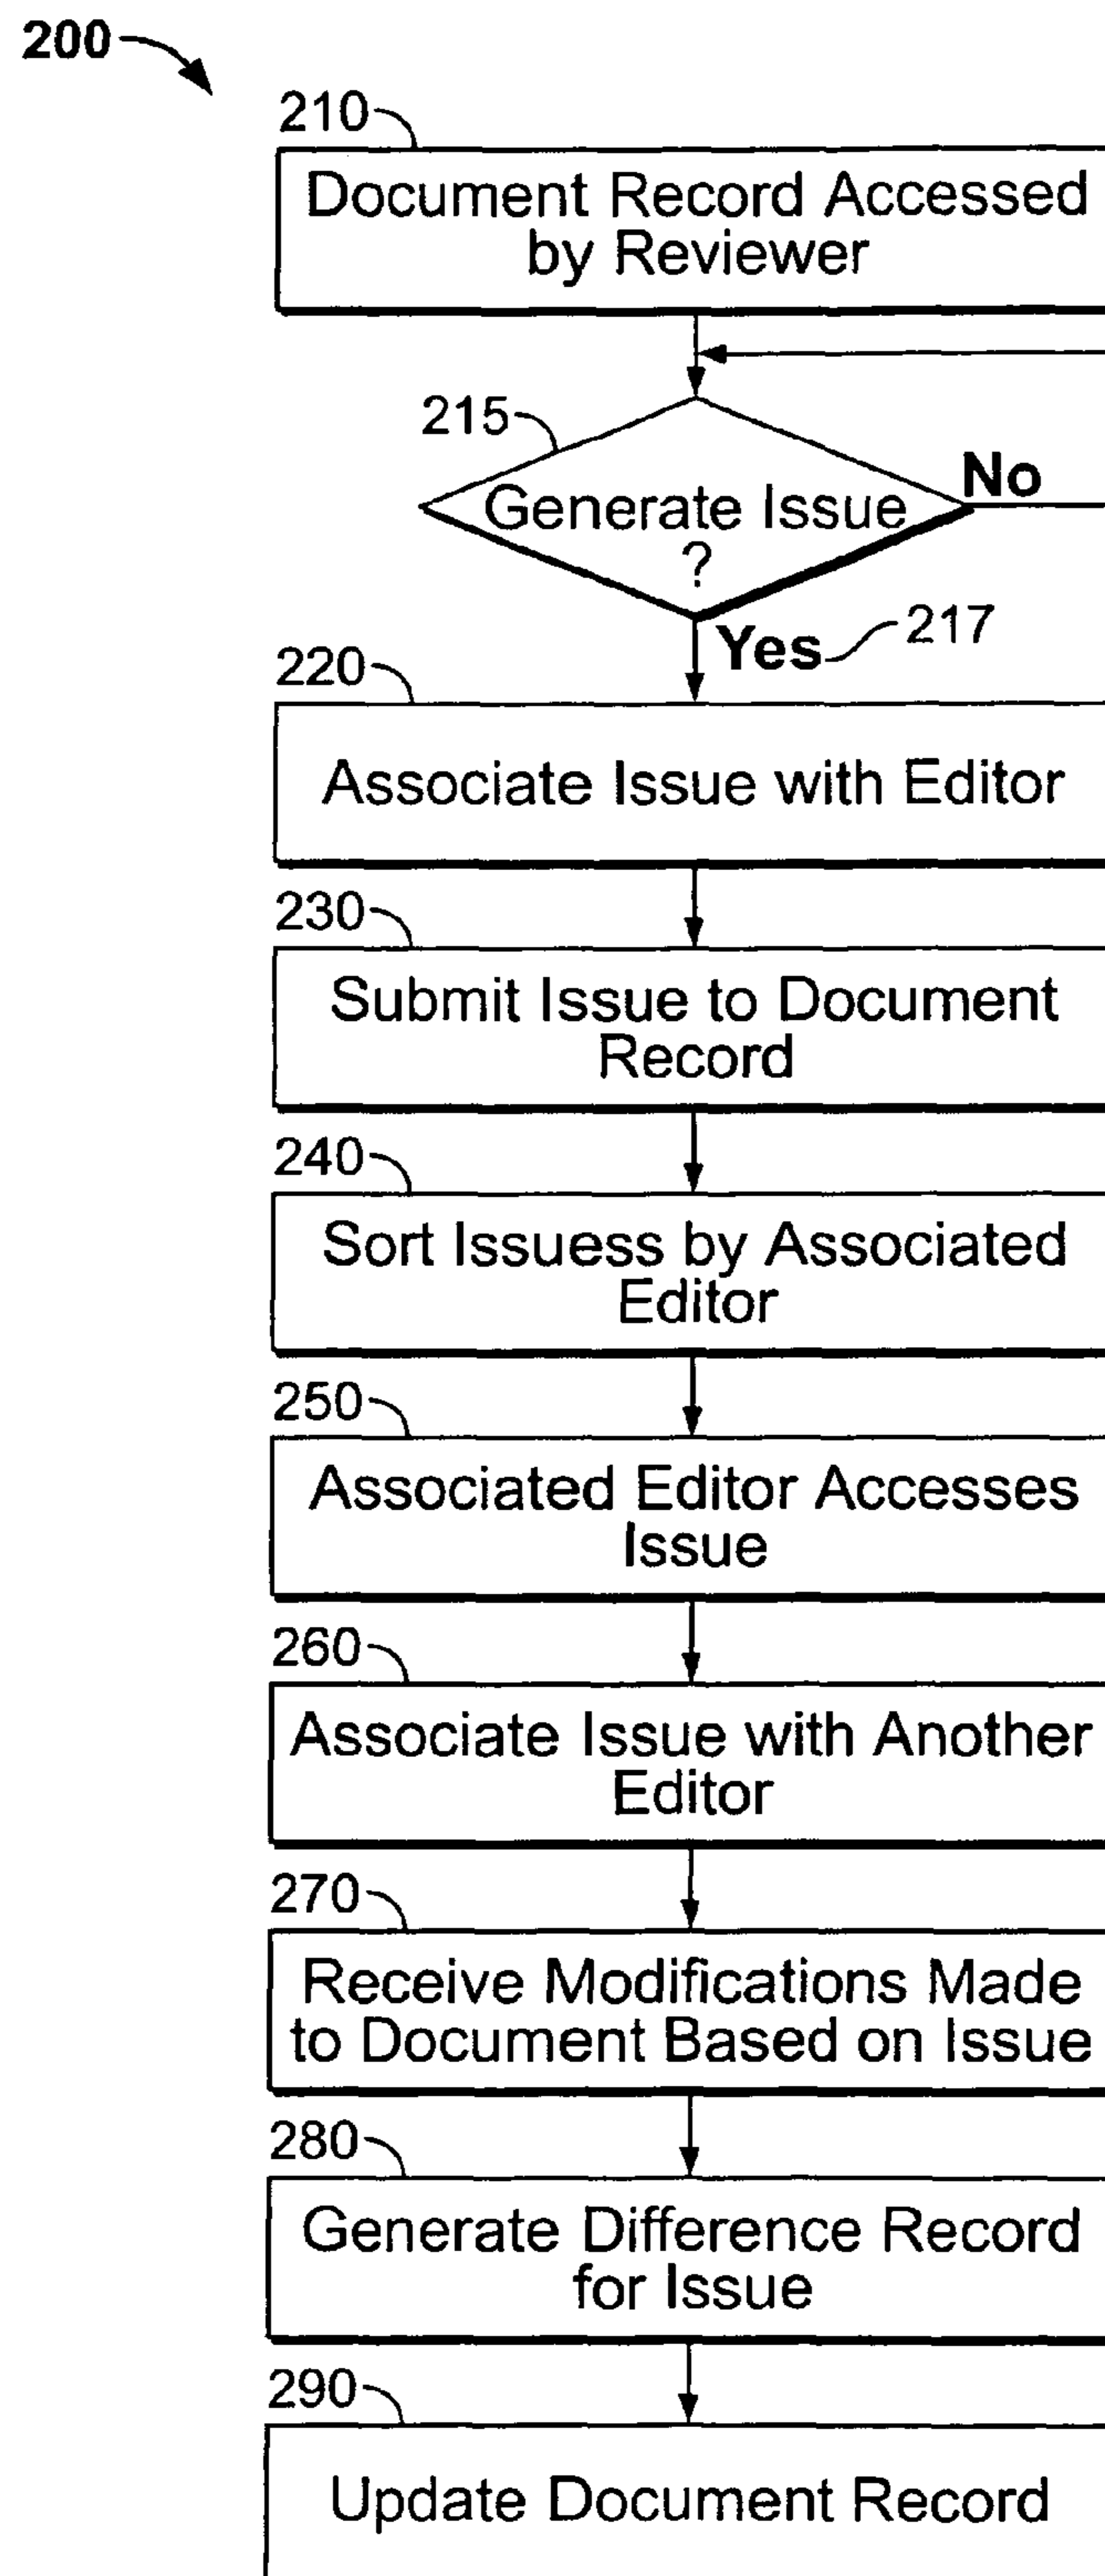 200
210
Document Record Accessed
by Reviewer
215
Generate Issue
?
No
Yes
217
220
Associate Issue with Editor
230
Submit Issue to Document
Record
240
Sort Issuess by Associated
Editor
250
Associated Editor Accesses
Issue
260
Associate Issue with Another
Editor
270
Receive Modifications Made
to Document Based on Issue
280
Generate Difference Record
for Issue
290
Update Document Record